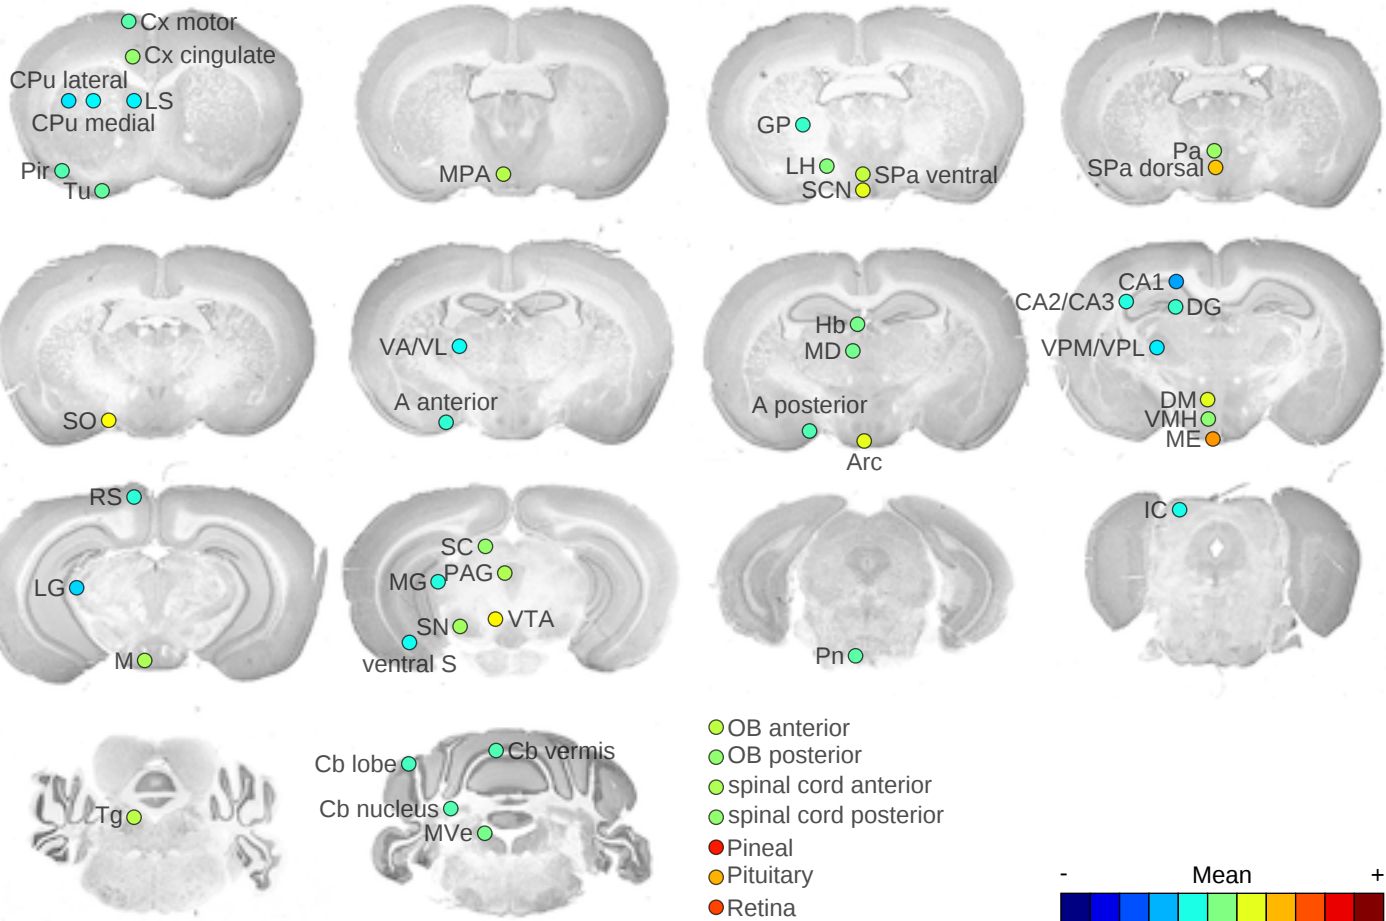 Cx motor
Cx cingulate
CPu lateral
LS
CPu medial
Pir
Tu
MPA
GP
LH
SPa ventral
SCN
Pa
SPa dorsal
SO
VA/VL
A anterior
Hb
MD
A posterior
Arc
CA1
CA2/CA3
DG
VPM/VPL
DM
VMH
ME
RS
LG
M
SC
MG
PAG
SN
VTA
ventral S
Pn
IC
Tg
Cb lobe
Cb vermis
Cb nucleus
MVe
OB anterior
OB posterior
spinal cord anterior
spinal cord posterior
Pineal
Pituitary
Retina
- Mean +